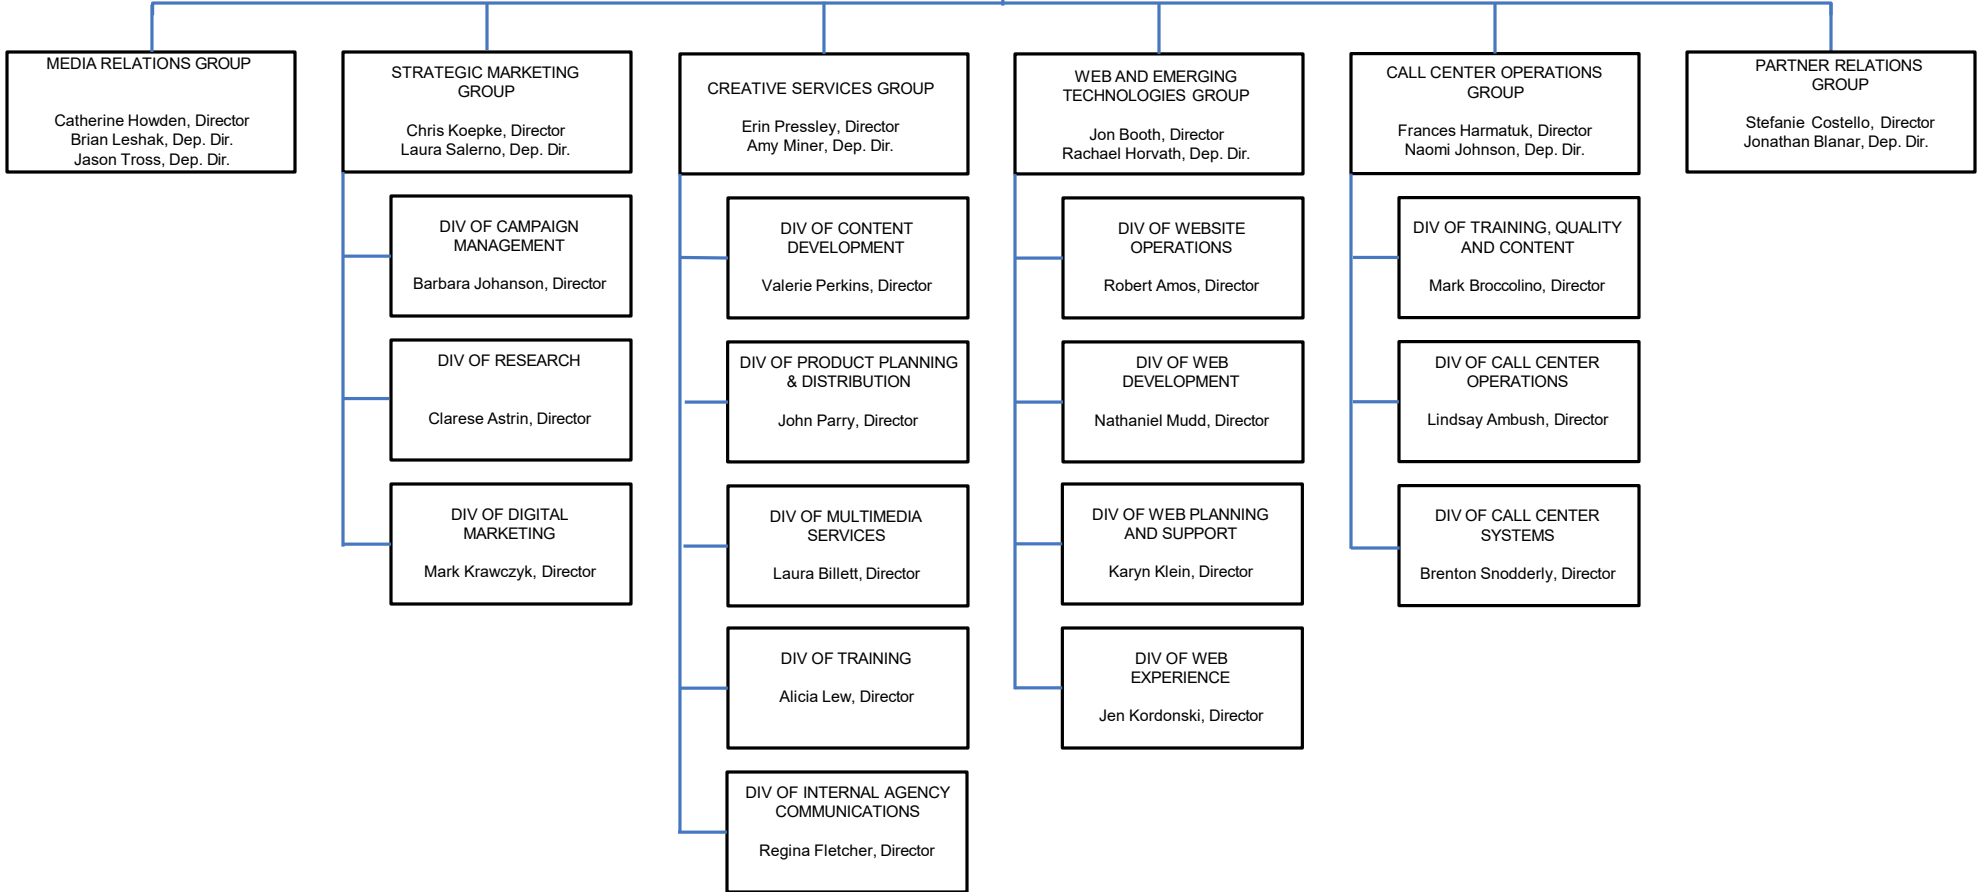 MEDIA RELATIONS GROUP
Catherine Howden, Director
Brian Leshak, Dep. Dir.
Jason Tross, Dep. Dir.
STRATEGIC MARKETING
GROUP
Chris Koepke, Director
Laura Salerno, Dep. Dir.
DIV OF CAMPAIGN
MANAGEMENT
Barbara Johanson, Director
DIV OF RESEARCH
Clarese Astrin, Director
DIV OF DIGITAL
MARKETING
Mark Krawczyk, Director
CREATIVE SERVICES GROUP
Erin Pressley, Director
Amy Miner, Dep. Dir.
DIV OF CONTENT
DEVELOPMENT
Valerie Perkins, Director
DIV OF PRODUCT PLANNING
& DISTRIBUTION
John Parry, Director
DIV OF MULTIMEDIA
SERVICES
Laura Billett, Director
DIV OF TRAINING
Alicia Lew, Director
DIV OF INTERNAL AGENCY
COMMUNICATIONS
Regina Fletcher, Director
WEB AND EMERGING
TECHNOLOGIES GROUP
Jon Booth, Director
Rachael Horvath, Dep. Dir.
DIV OF WEBSITE
OPERATIONS
Robert Amos, Director
DIV OF WEB
DEVELOPMENT
Nathaniel Mudd, Director
DIV OF WEB PLANNING
AND SUPPORT
Karyn Klein, Director
DIV OF WEB
EXPERIENCE
Jen Kordonski, Director
CALL CENTER OPERATIONS
GROUP
Frances Harmatuk, Director
Naomi Johnson, Dep. Dir.
DIV OF TRAINING, QUALITY
AND CONTENT
Mark Broccolino, Director
DIV OF CALL CENTER
OPERATIONS
Lindsay Ambush, Director
DIV OF CALL CENTER
SYSTEMS
Brenton Snodderly, Director
PARTNER RELATIONS
GROUP
Stefanie Costello, Director
Jonathan Blanar, Dep. Dir.